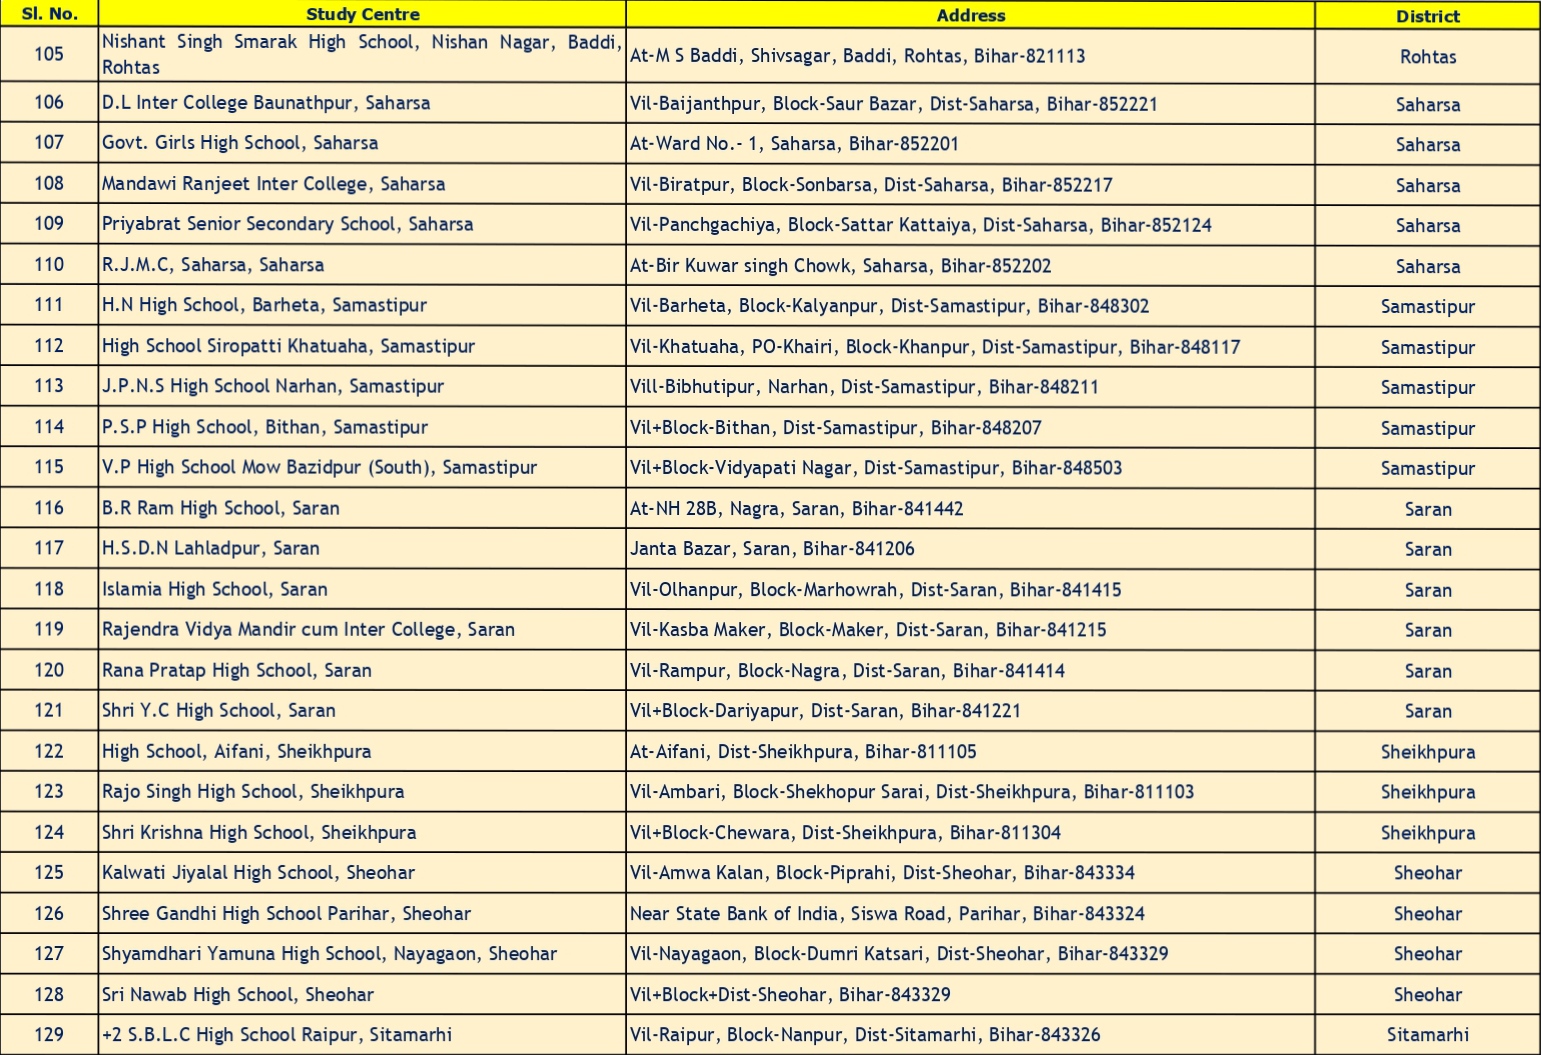 Sl. No. Study Centre Address District
105 Nishant Singh Smarak High School, Nishan Nagar, Baddi, Rohtas At-M S Baddi, Shivsagar, Baddi, Rohtas, Bihar-821113 Rohtas
106 D.L Inter College Baunathpur, Saharsa Vil-Baijanthpur, Block-Saur Bazar, Dist-Saharsa, Bihar-852221 Saharsa
107 Govt. Girls High School, Saharsa At-Ward No.- 1, Saharsa, Bihar-852201 Saharsa
108 Mandawi Ranjeet Inter College, Saharsa Vil-Biratpur, Block-Sonbarsa, Dist-Saharsa, Bihar-852217 Saharsa
109 Priyabrat Senior Secondary School, Saharsa Vil-Panchgachiya, Block-Sattar Kattaiya, Dist-Saharsa, Bihar-852124 Saharsa
110 R.J.M.C, Saharsa, Saharsa At-Bir Kuwar singh Chowk, Saharsa, Bihar-852202 Saharsa
111 H.N High School, Barheta, Samastipur Vil-Barheta, Block-Kalyanpur, Dist-Samastipur, Bihar-848302 Samastipur
112 High School Siropatti Khatuaha, Samastipur Vil-Khatuaha, PO-Khairi, Block-Khanpur, Dist-Samastipur, Bihar-848117 Samastipur
113 J.P.N.S High School Narhan, Samastipur Vill-Bibhutipur, Narhan, Dist-Samastipur, Bihar-848211 Samastipur
114 P.S.P High School, Bithan, Samastipur Vil+Block-Bithan, Dist-Samastipur, Bihar-848207 Samastipur
115 V.P High School Mow Bazidpur (South), Samastipur Vil+Block-Vidyapati Nagar, Dist-Samastipur, Bihar-848503 Samastipur
116 B.R Ram High School, Saran At-NH 28B, Nagra, Saran, Bihar-841442 Saran
117 H.S.D.N Lahladpur, Saran Janta Bazar, Saran, Bihar-841206 Saran
118 Islamia High School, Saran Vil-Olhanpur, Block-Marhowrah, Dist-Saran, Bihar-841415 Saran
119 Rajendra Vidya Mandir cum Inter College, Saran Vil-Kasba Maker, Block-Maker, Dist-Saran, Bihar-841215 Saran
120 Rana Pratap High School, Saran Vil-Rampur, Block-Nagra, Dist-Saran, Bihar-841414 Saran
121 Shri Y.C High School, Saran Vil+Block-Dariyapur, Dist-Saran, Bihar-841221 Saran
122 High School, Aifani, Sheikhpura At-Aifani, Dist-Sheikhpura, Bihar-811105 Sheikhpura
123 Rajo Singh High School, Sheikhpura Vil-Ambari, Block-Shekhopur Sarai, Dist-Sheikhpura, Bihar-811103 Sheikhpura
124 Shri Krishna High School, Sheikhpura Vil+Block-Chewara, Dist-Sheikhpura, Bihar-811304 Sheikhpura
125 Kalwati Jiyalal High School, Sheohar Vil-Amwa Kalan, Block-Piprahi, Dist-Sheohar, Bihar-843334 Sheohar
126 Shree Gandhi High School Parihar, Sheohar Near State Bank of India, Siswa Road, Parihar, Bihar-843324 Sheohar
127 Shyamdhari Yamuna High School, Nayagaon, Sheohar Vil-Nayagaon, Block-Dumri Katsari, Dist-Sheohar, Bihar-843329 Sheohar
128 Sri Nawab High School, Sheohar Vil+Block+Dist-Sheohar, Bihar-843329 Sheohar
129 +2 S.B.L.C High School Raipur, Sitamarhi Vil-Raipur, Block-Nanpur, Dist-Sitamarhi, Bihar-843326 Sitamarhi